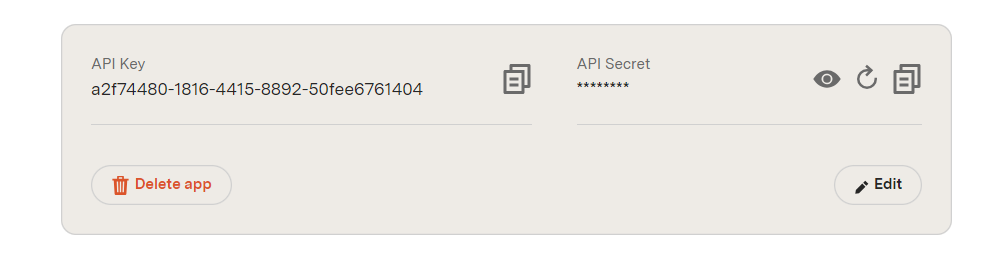 API Key
a2f74480-1816-4415-8892-50fee6761404
API Secret
********
Delete app
Edit